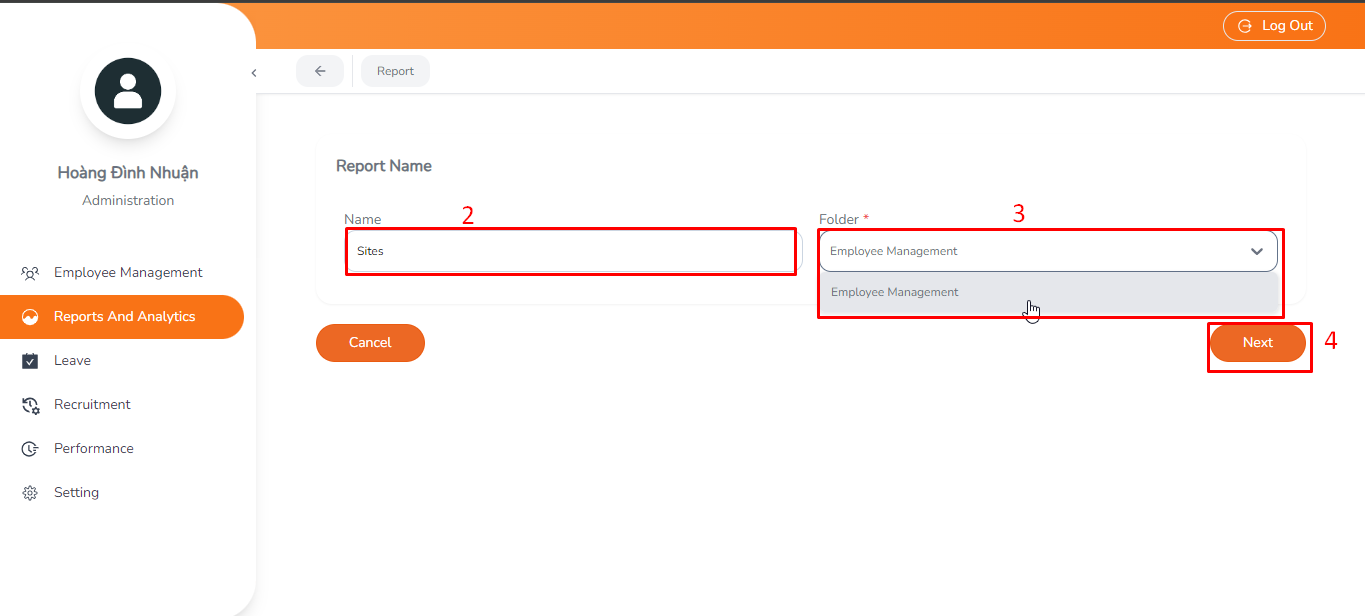 Log Out
Report
Hoàng Đình Nhuận
Administration
Employee Management
Reports And Analytics
Leave
Recruitment
Performance
Setting
Report Name
Name
2
Sites
Folder *
3
Employee Management
Employee Management
Cancel
Next
4